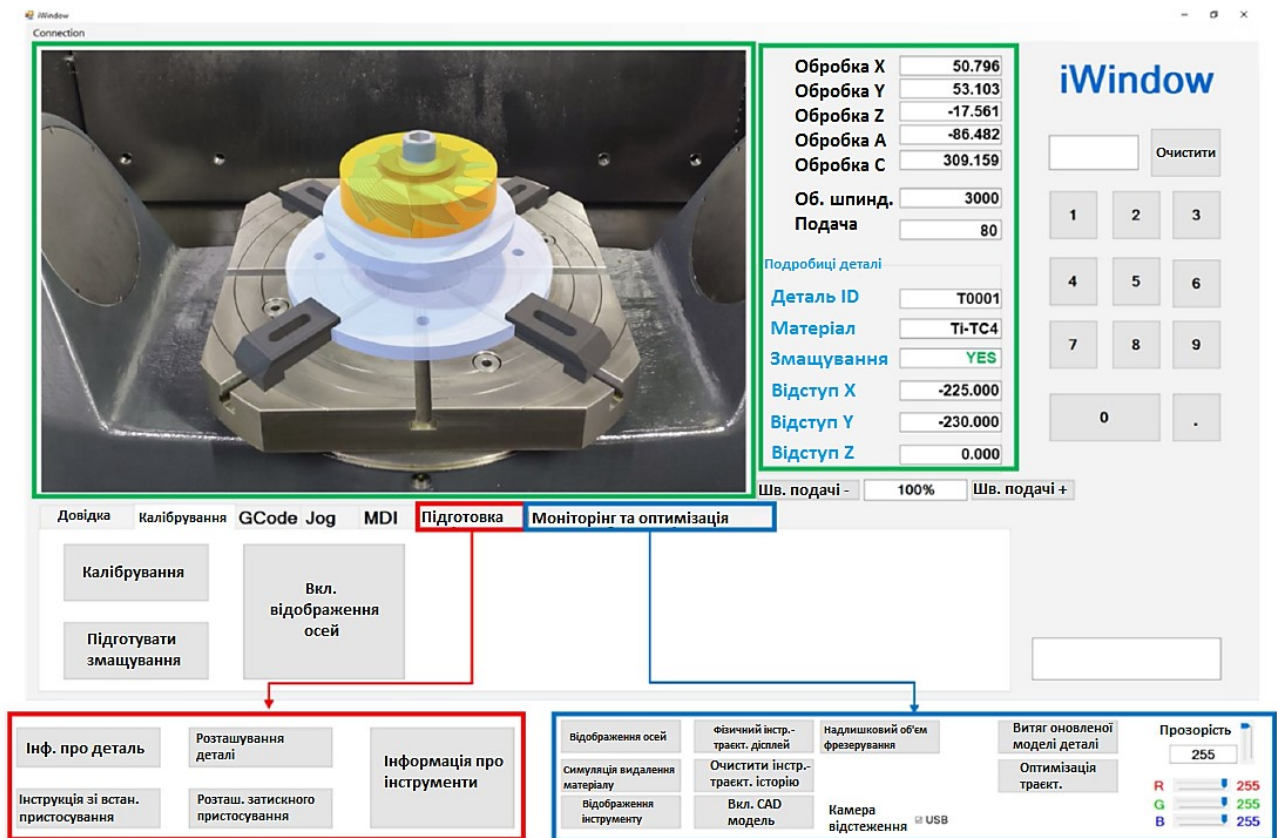 iWindow
Connection
Обробка X 50.796
Обробка Y 53.103
Обробка Z -17.561
Обробка A -86.482
Обробка C 309.159
Об. шпинд. 3000
Подача 80
Подробиці деталі
Деталь ID T0001
Матеріал Ti-TC4
Змащування YES
Відступ X -225.000
Відступ Y -230.000
Відступ Z 0.000
Шв. подачі - 100% Шв. подачі +
iWindow
Очистити
1 2 3
4 5 6
7 8 9
0 .
Довідка Калібрування GCode Jog MDI Підготовка Моніторінг та оптимізація
Калібрування
Підготувати
змащування
Вкл.
відображення
осей
Інф. про деталь
Розташування
деталі
Інформація про
інструменти
Інструкція зі встан.
пристосування
Розташ. затискного
пристосування
Відображення осей
Фізичний інстр.-
траєкт. дісплей
Надлишковий об'єм
фрезерування
Витяг оновленої
моделі деталі
Симуляція видалення
матеріалу
Очистити інстр.-
траєкт. історію
Оптимізація
траєкт.
Відображення
інструменту
Вкл. CAD
модель
Камера
відстеження
USB
Прозорість
255
R 255
G 255
B 255